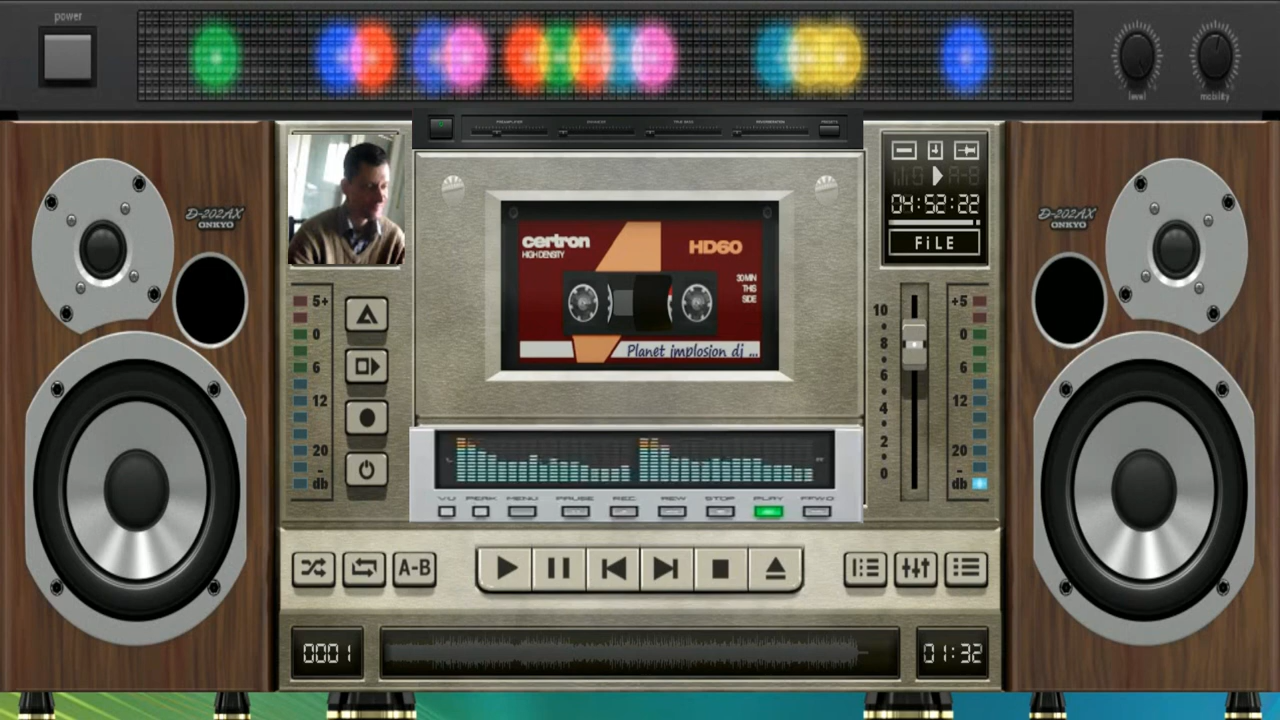 power
level
mobility
D-202AX
ONKYO
D-202AX
ONKYO
A-B
04:52:22
FiLE
certron
HIGH DENSITY
HD60
30 MIN
THIS
SIDE
Planet implosion dj ...
5+
0
6
12
20
-
db
10
8
6
4
2
0
+5
0
6
12
20
-
db
VU PEAK MENU PAUSE REC REW STOP PLAY FFWD
A-B
0001
01:32